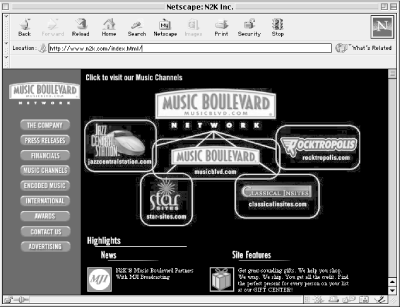 Netscape: N2K Inc.
Back Forward Reload Home Search Netscape Images Print Security Stop
N
Location: http://www.n2k.com/index.html/
What's Related
MUSIC BOULEVARD
NETWORK
THE COMPANY
PRESS RELEASES
FINANCIALS
MUSIC CHANNELS
ENCODED MUSIC
INTERNATIONAL
AWARDS
CONTACT US
ADVERTISING
Click to visit our Music Channels
MUSIC BOULEVARD
MUSICBLVD.COM
NETWORK
JAZZ CENTRAL STATION
jazzcentralstation.com
ROCKTROPOLIS
rocktropolis.com
MUSIC BOULEVARD
musicblvd.com
star SITES
star-sites.com
CLASSICAL INSITES
classicalinsites.com
Highlights
News
Site Features
N2K'S Music Boulevard Partners
With MJI Broadcasting
MJI
Get great-sounding gifts. We help you shop.
We wrap. We ship. You get all the credit. Find
the perfect present for every person on your list
at our GIFT CENTER!